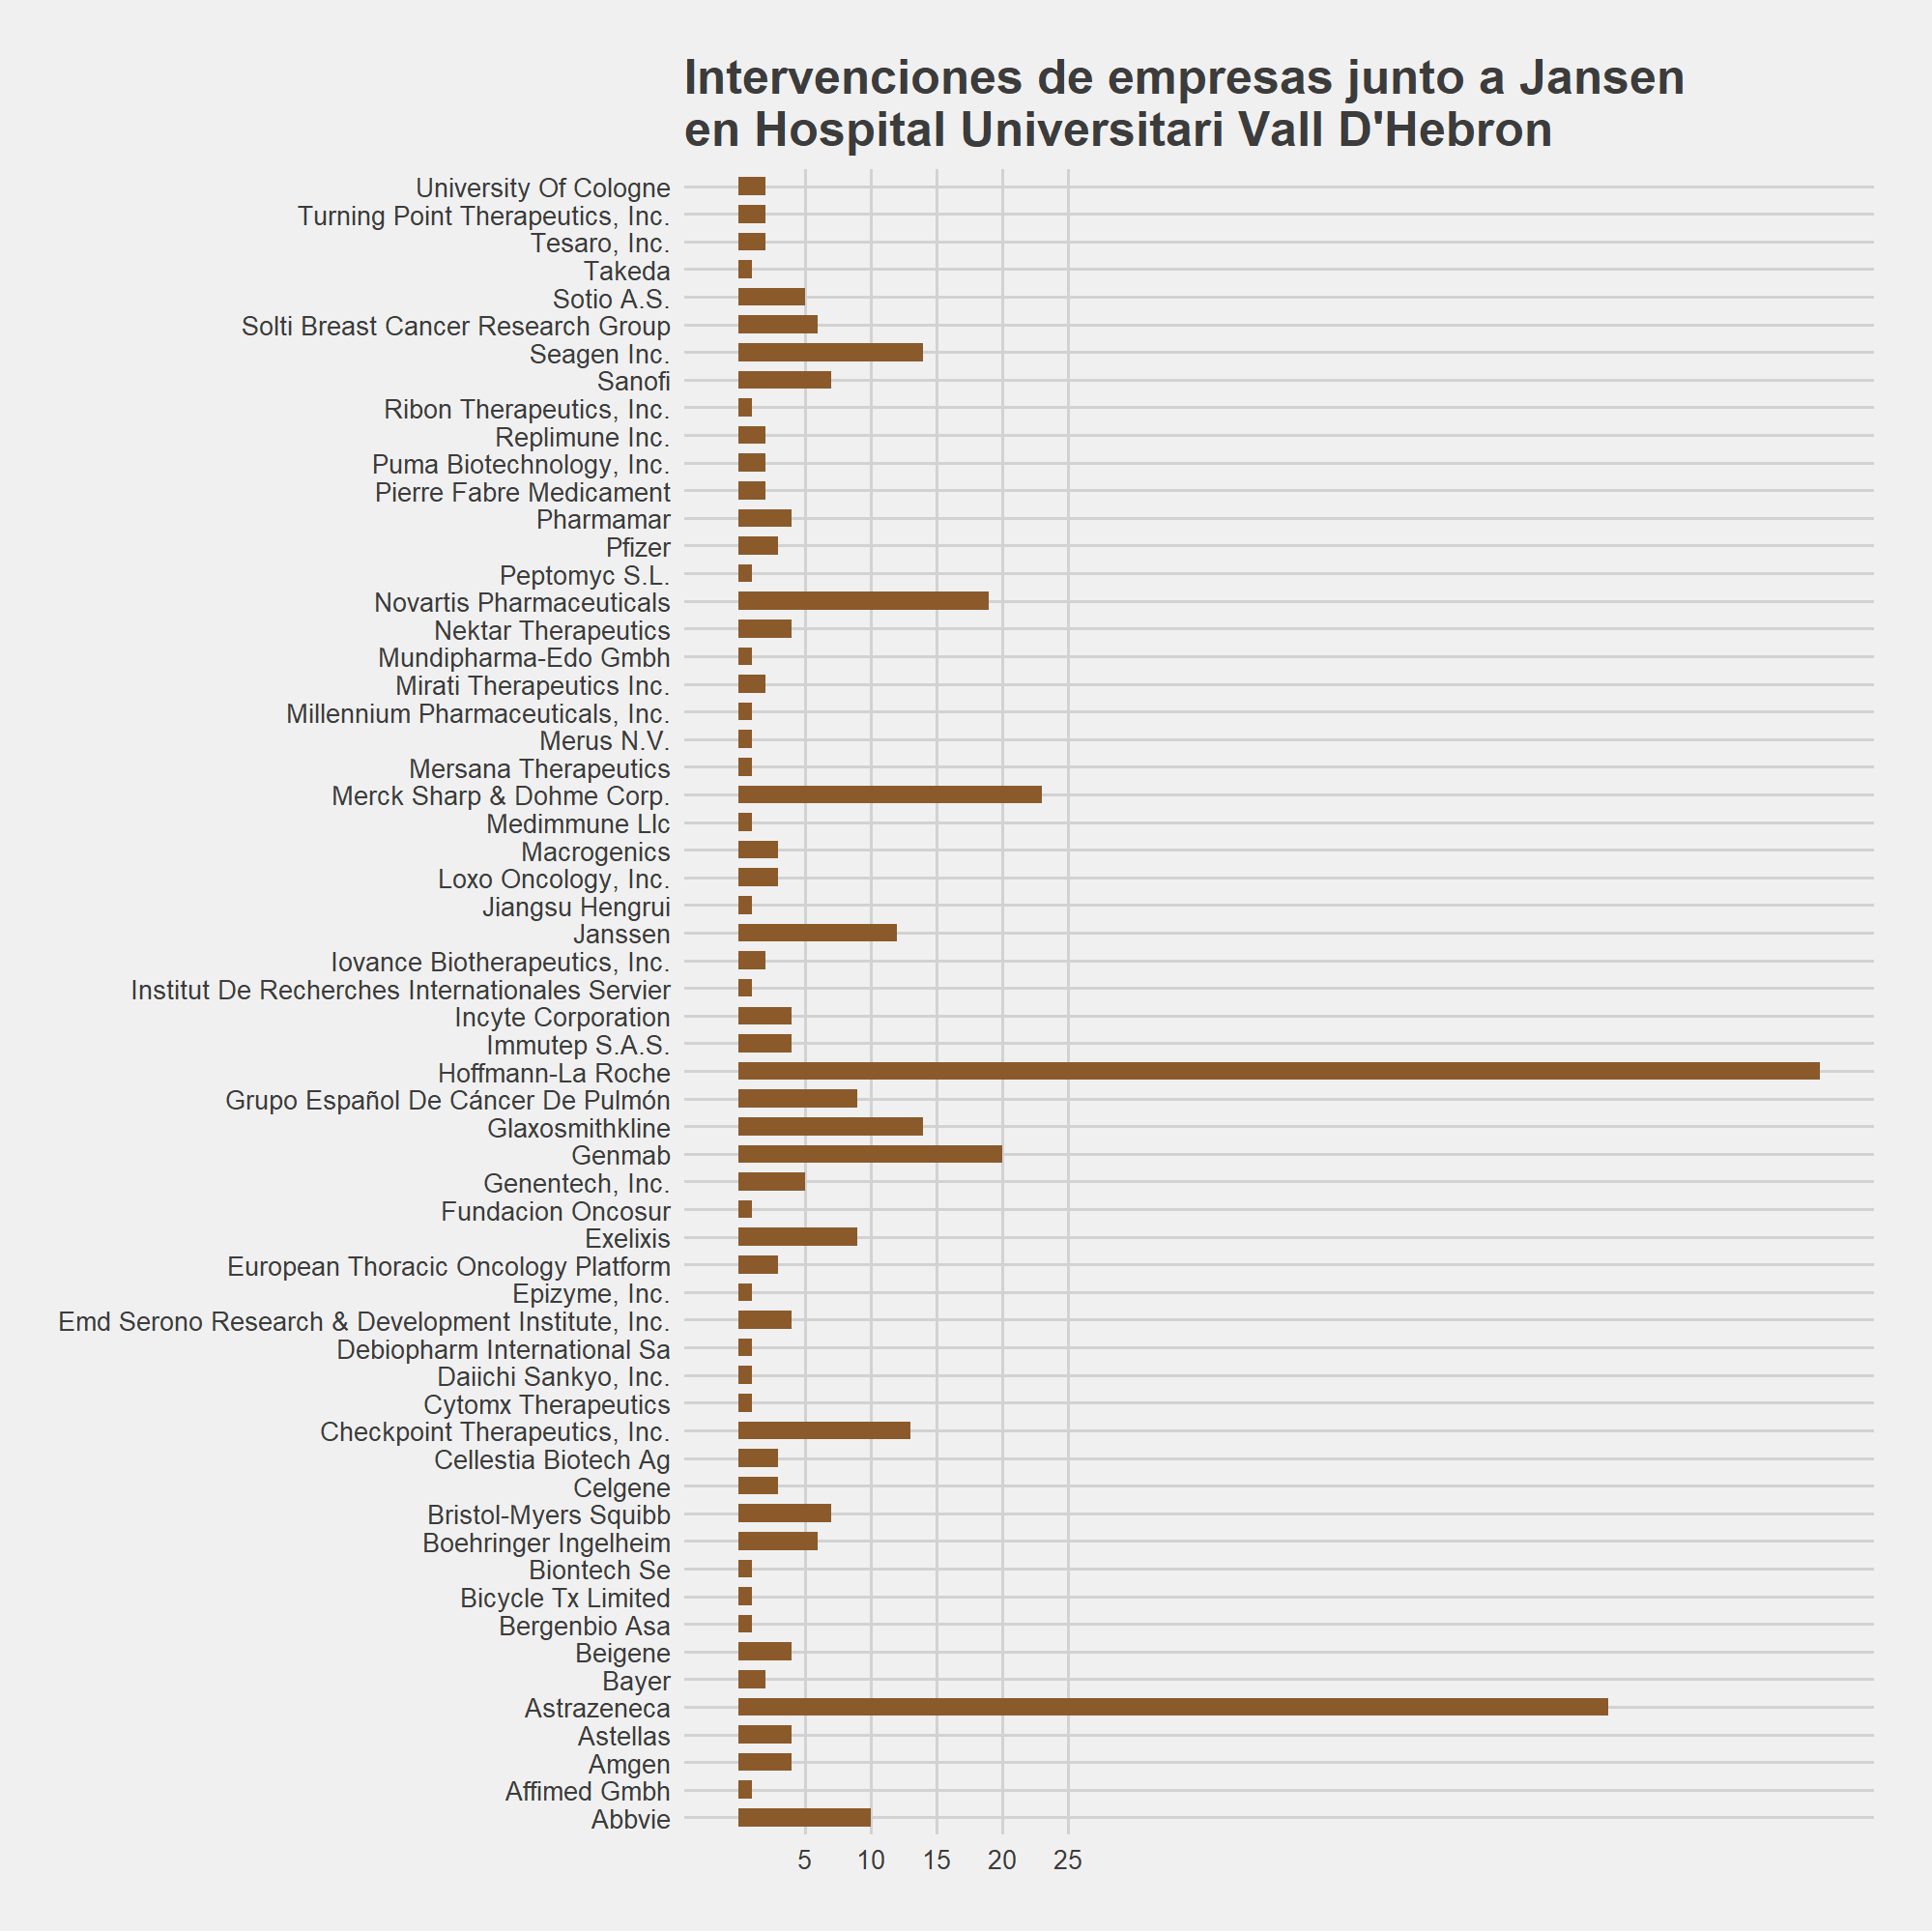 Intervenciones de empresas junto a Jansen
en Hospital Universitari Vall D'Hebron
University Of Cologne
Turning Point Therapeutics, Inc.
Tesaro, Inc.
Takeda
Sotio A.S.
Solti Breast Cancer Research Group
Seagen Inc.
Sanofi
Ribon Therapeutics, Inc.
Replimune Inc.
Puma Biotechnology, Inc.
Pierre Fabre Medicament
Pharmamar
Pfizer
Peptomyc S.L.
Novartis Pharmaceuticals
Nektar Therapeutics
Mundipharma-Edo Gmbh
Mirati Therapeutics Inc.
Millennium Pharmaceuticals, Inc.
Merus N.V.
Mersana Therapeutics
Merck Sharp & Dohme Corp.
Medimmune Llc
Macrogenics
Loxo Oncology, Inc.
Jiangsu Hengrui
Janssen
Iovance Biotherapeutics, Inc.
Institut De Recherches Internationales Servier
Incyte Corporation
Immutep S.A.S.
Hoffmann-La Roche
Grupo Español De Cáncer De Pulmón
Glaxosmithkline
Genmab
Genentech, Inc.
Fundacion Oncosur
Exelixis
European Thoracic Oncology Platform
Epizyme, Inc.
Emd Serono Research & Development Institute, Inc.
Debiopharm International Sa
Daiichi Sankyo, Inc.
Cytomx Therapeutics
Checkpoint Therapeutics, Inc.
Cellestia Biotech Ag
Celgene
Bristol-Myers Squibb
Boehringer Ingelheim
Biontech Se
Bicycle Tx Limited
Bergenbio Asa
Beigene
Bayer
Astrazeneca
Astellas
Amgen
Affimed Gmbh
Abbvie
5 10 15 20 25